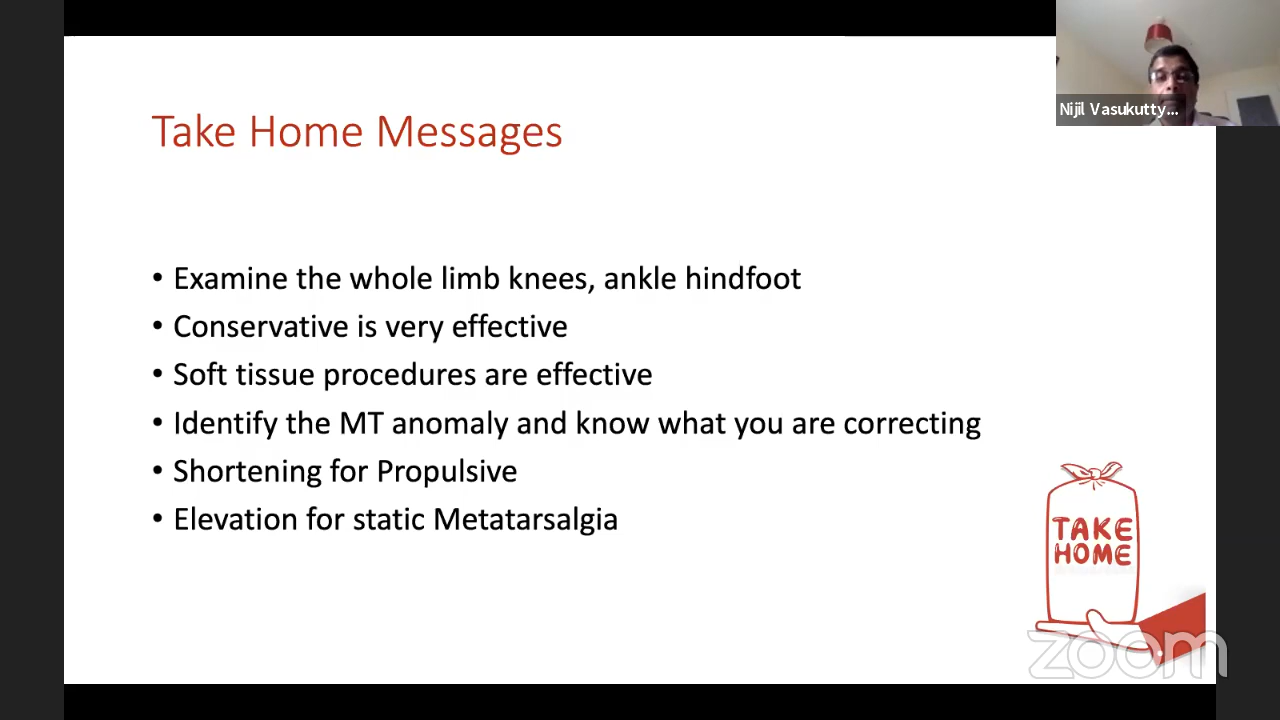 Nijil Vasukutty...
Take Home Messages
• Examine the whole limb knees, ankle hindfoot
• Conservative is very effective
• Soft tissue procedures are effective
• Identify the MT anomaly and know what you are correcting
• Shortening for Propulsive
• Elevation for static Metatarsalgia
TAKE
HOME
zoom